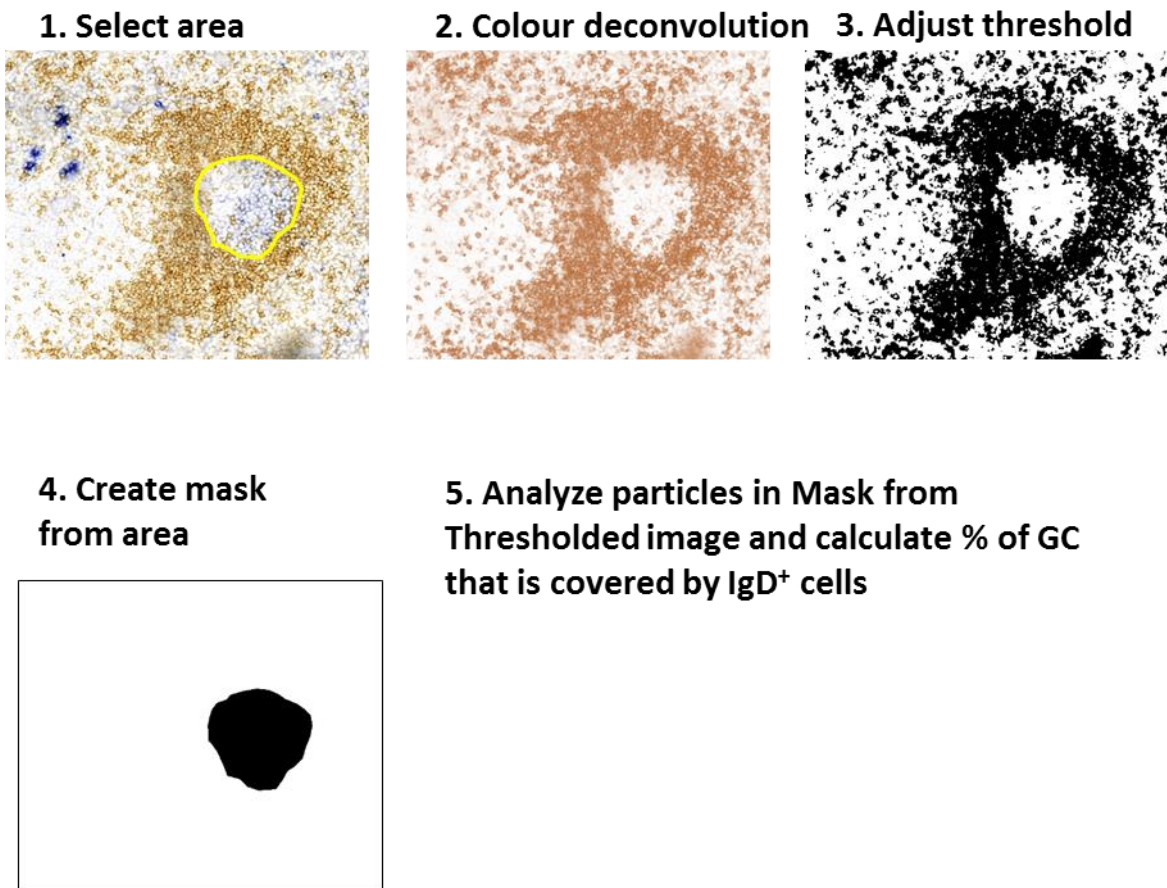 1. Select area
2. Colour deconvolution
3. Adjust threshold
4. Create mask
from area
5. Analyze particles in Mask from
Thresholded image and calculate % of GC
that is covered by IgD⁺ cells